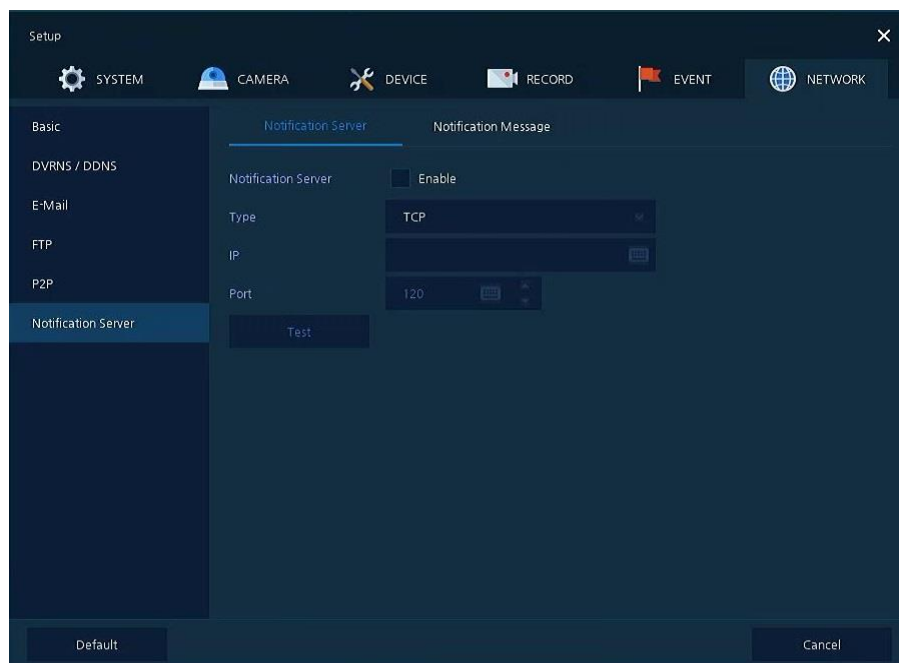 Setup
SYSTEM CAMERA DEVICE RECORD EVENT NETWORK
Basic
DVRNS / DDNS
E-Mail
FTP
P2P
Notification Server
Notification Server Notification Message
Notification Server Enable
Type TCP
IP
Port 120
Test
Default Cancel